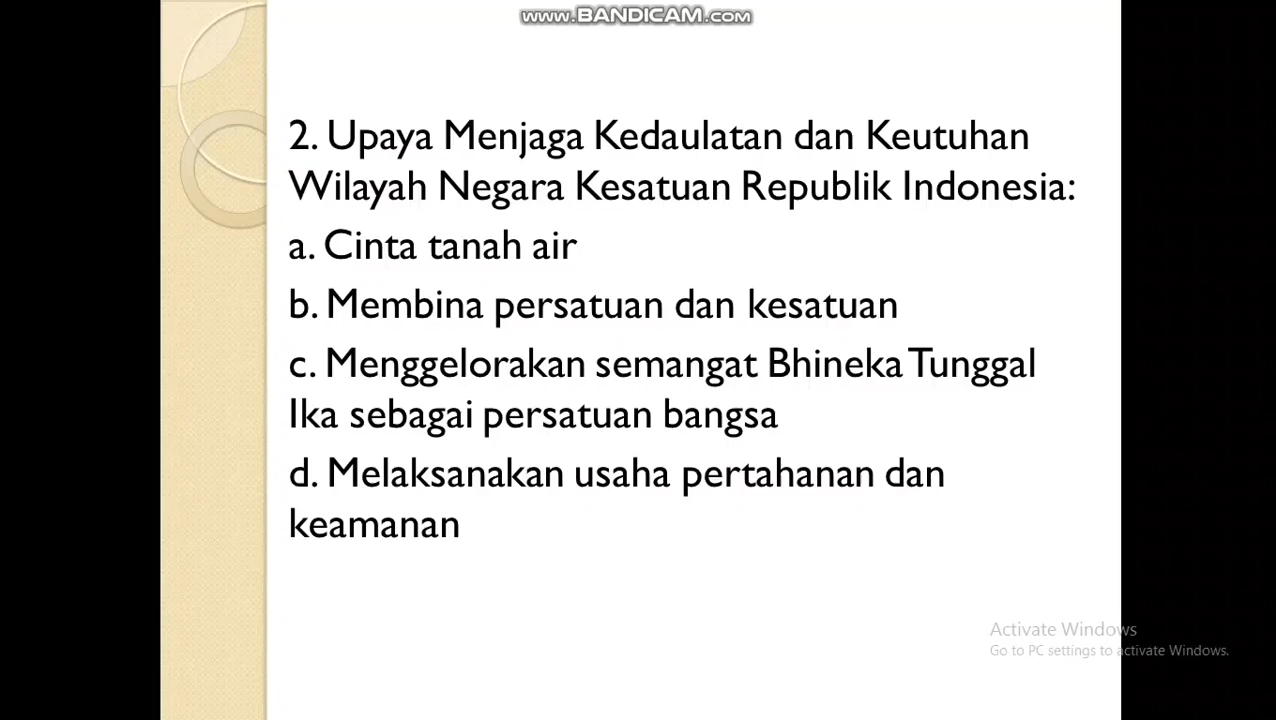 www.BANDICAM.com
2. Upaya Menjaga Kedaulatan dan Keutuhan
Wilayah Negara Kesatuan Republik Indonesia:
a. Cinta tanah air
b. Membina persatuan dan kesatuan
c. Menggelorakan semangat Bhineka Tunggal
Ika sebagai persatuan bangsa
d. Melaksanakan usaha pertahanan dan
keamanan
Activate Windows
Go to PC settings to activate Windows.